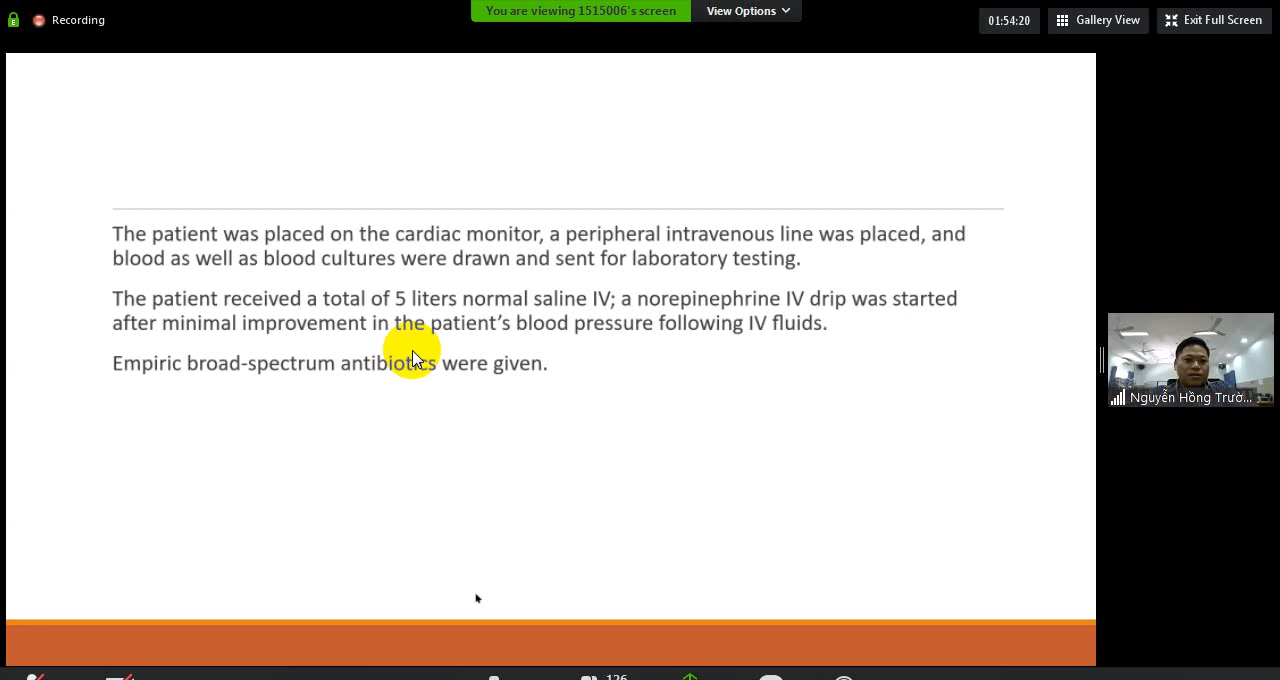 E
Recording
You are viewing 1515006's screen
View Options
01:54:20
Gallery View
Exit Full Screen
The patient was placed on the cardiac monitor, a peripheral intravenous line was placed, and
blood as well as blood cultures were drawn and sent for laboratory testing.
The patient received a total of 5 liters normal saline IV; a norepinephrine IV drip was started
after minimal improvement in the patient’s blood pressure following IV fluids.
Empiric broad-spectrum antibiotics were given.
Nguyễn Hồng Trườ...
126